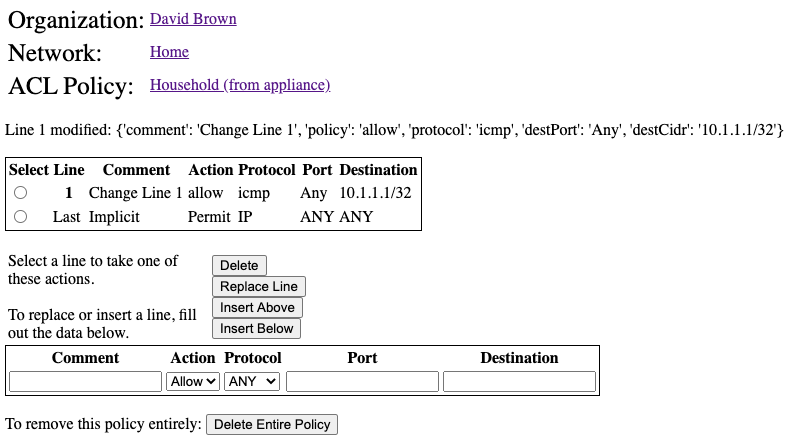 Organization: David Brown
Network: Home
ACL Policy: Household (from appliance)
Line 1 modified: {'comment': 'Change Line 1', 'policy': 'allow', 'protocol': 'icmp', 'destPort': 'Any', 'destCidr': '10.1.1.1/32'}
Select Line Comment Action Protocol Port Destination
1 Change Line 1 allow icmp Any 10.1.1.1/32
Last Implicit Permit IP ANY ANY
Select a line to take one of
these actions.
To replace or insert a line, fill
out the data below.
Delete
Replace Line
Insert Above
Insert Below
Comment Action Protocol Port Destination
Allow ANY
To remove this policy entirely: Delete Entire Policy